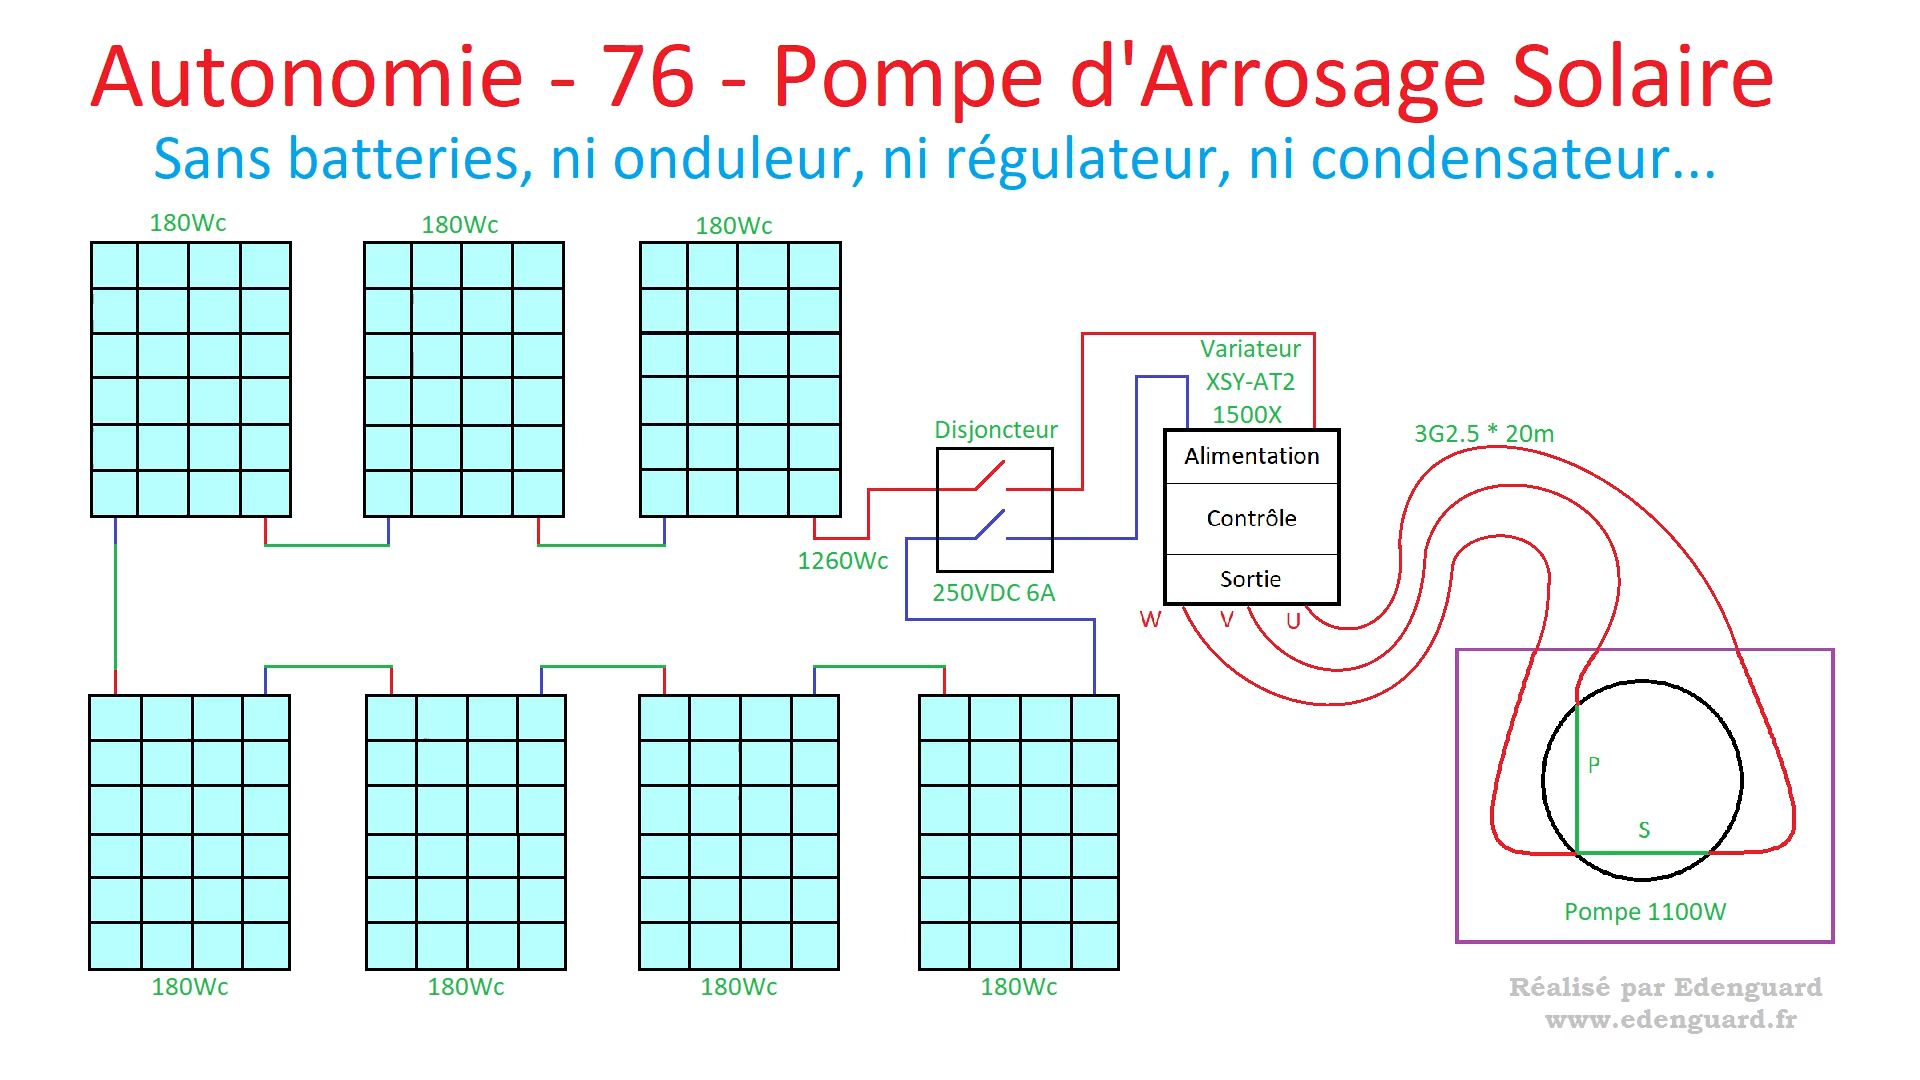 Autonomie - 76 - Pompe d'Arrosage Solaire
Sans batteries, ni onduleur, ni régulateur, ni condensateur...
180Wc
180Wc
180Wc
Variateur
XSY-AT2
1500X
Disjoncteur
3G2.5 * 20m
Alimentation
Contrôle
Sortie
1260Wc
250VDC 6A
W
V
U
P
S
Pompe 1100W
180Wc
180Wc
180Wc
180Wc
Réalisé par Edenguard
www.edenguard.fr